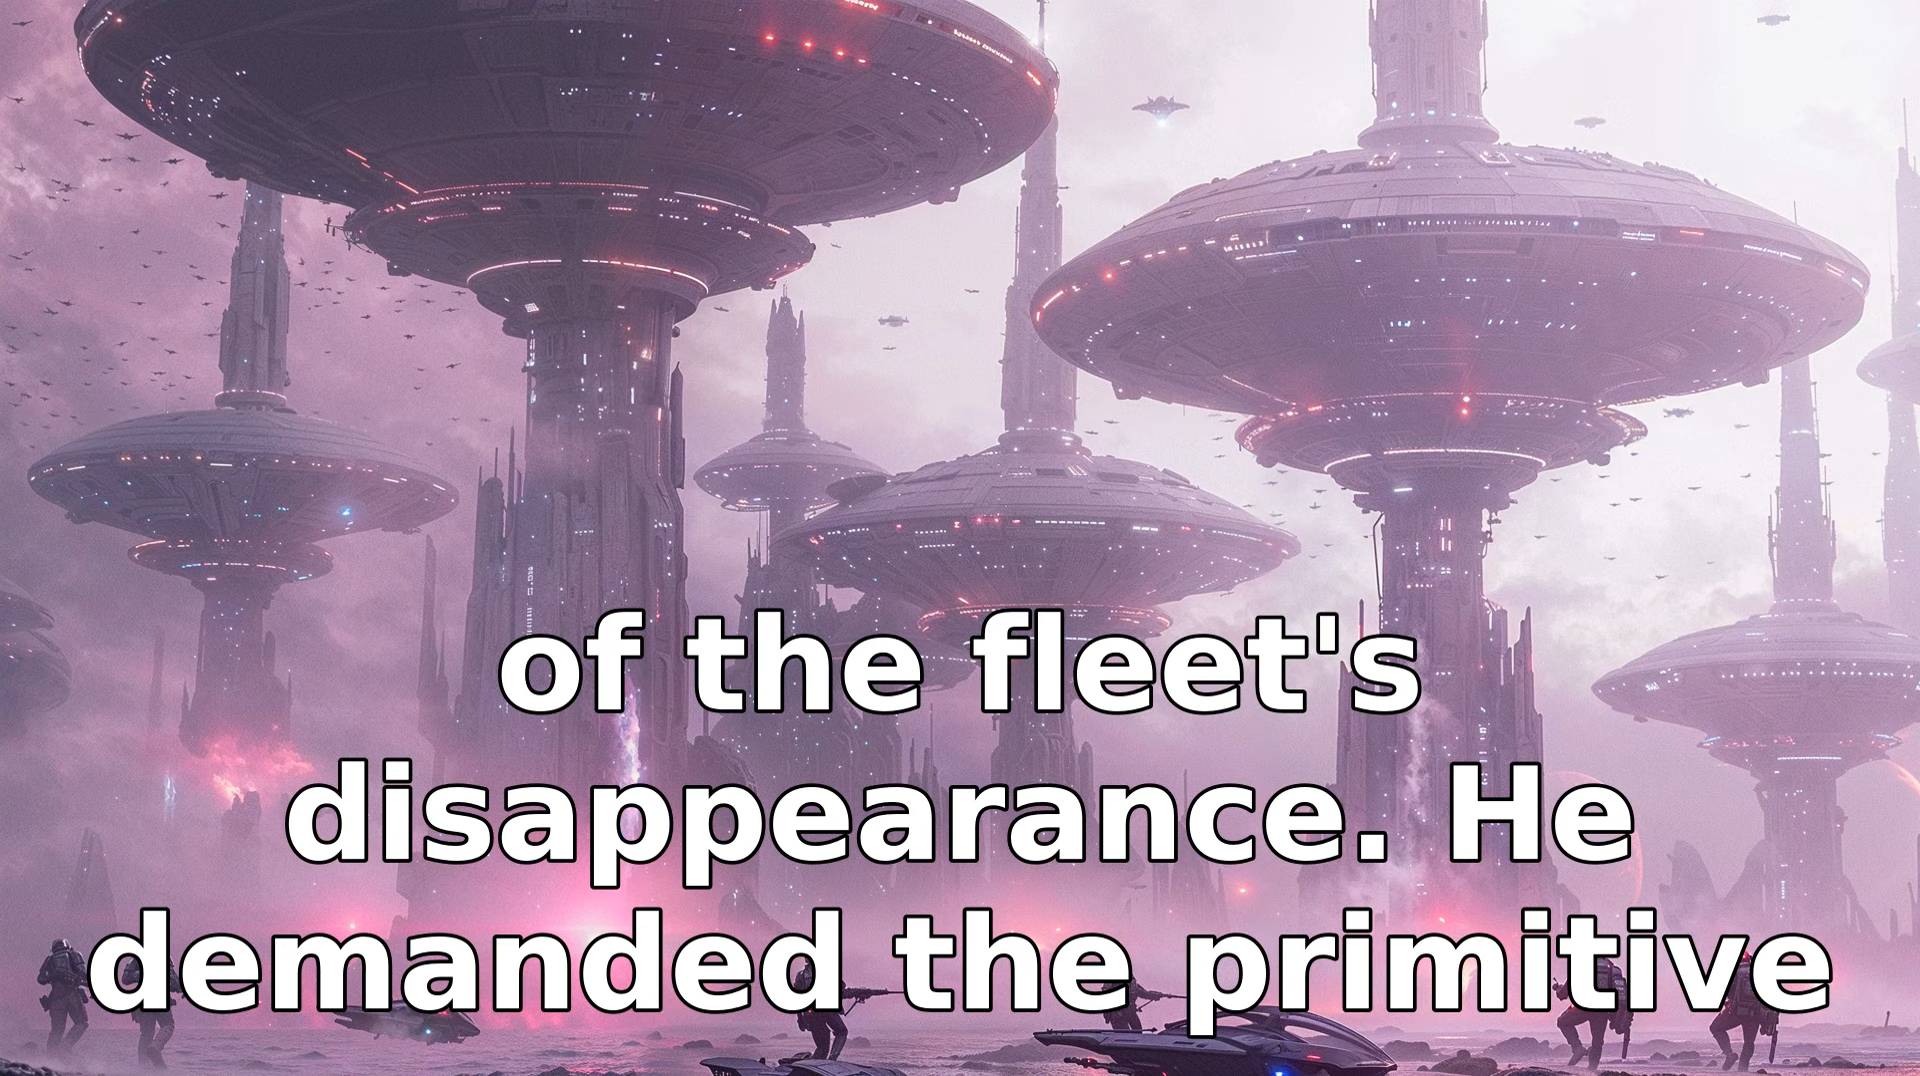 of the fleet's
disappearance. He
demanded the primitive